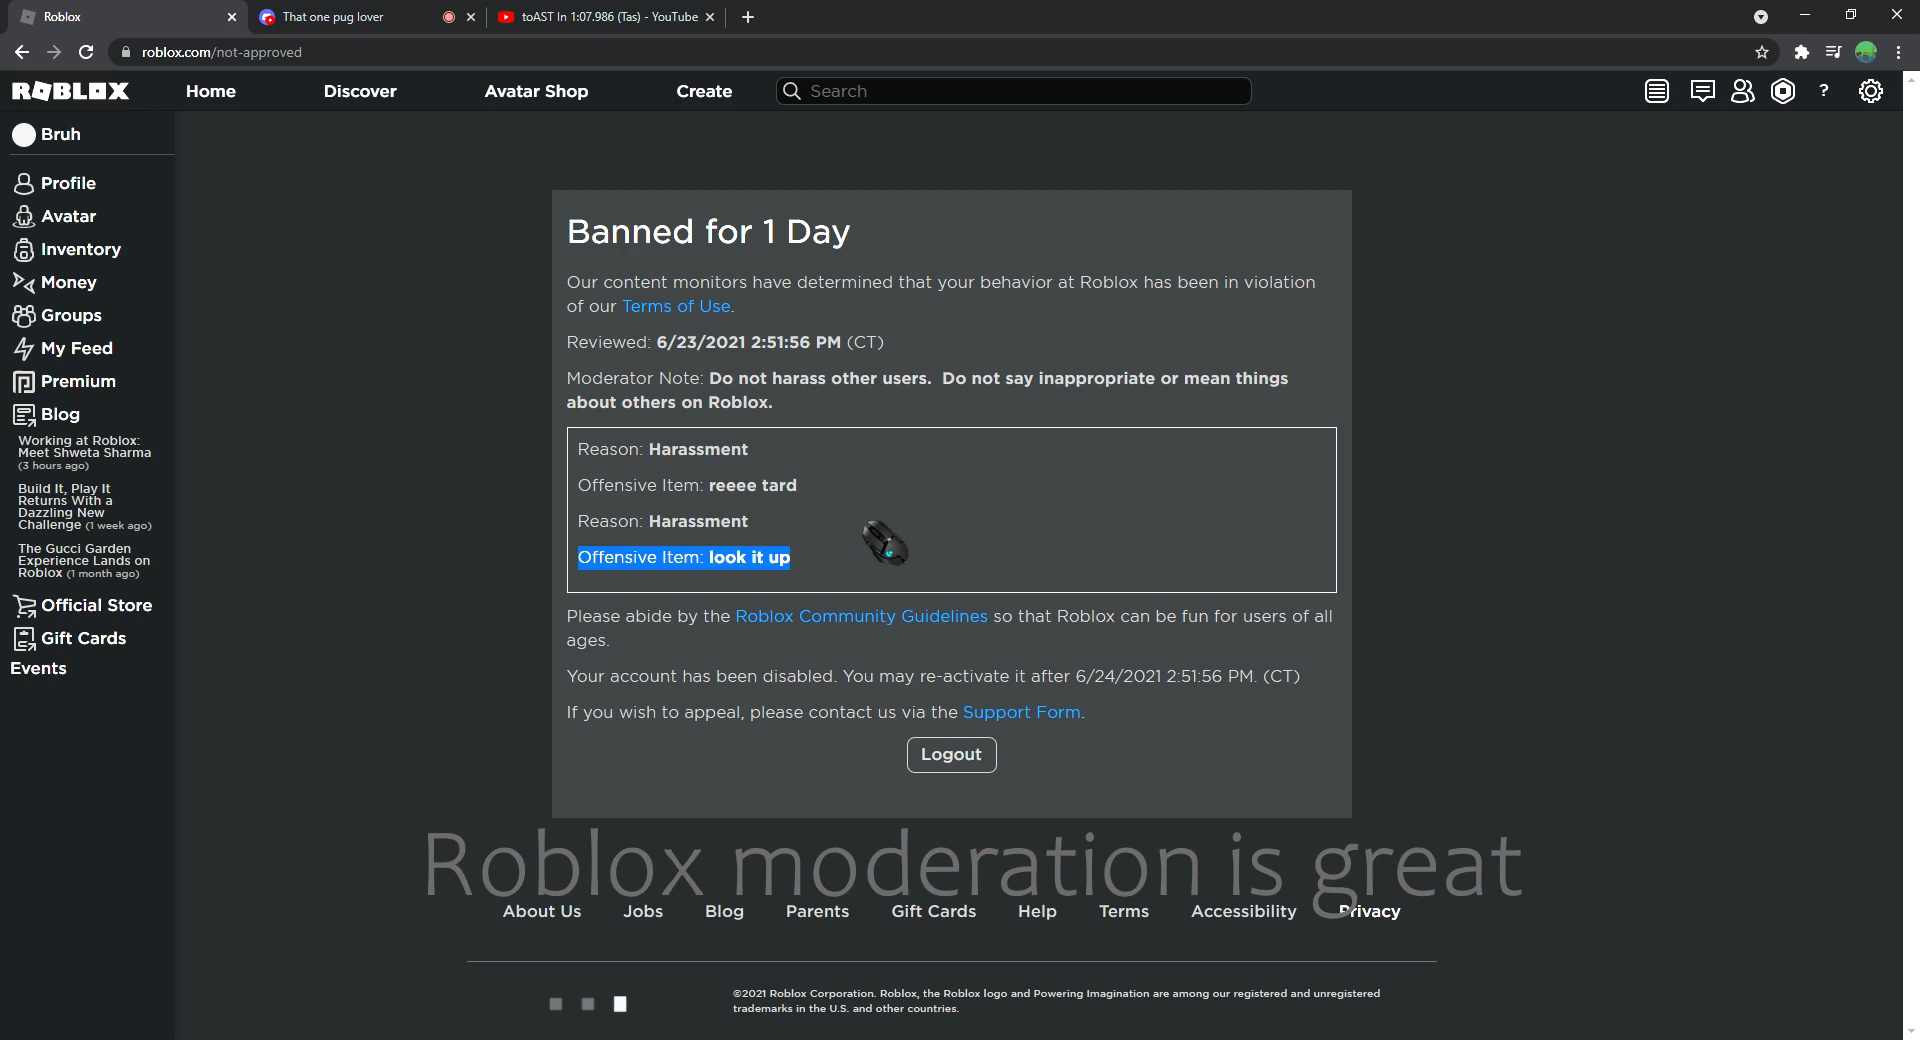 Roblox
That one pug lover
toAST In 1:07.986 (Tas) - YouTube
roblox.com/not-approved
ROBLOX Home Discover Avatar Shop Create Search ?
Bruh
Profile
Avatar
Inventory
Money
Groups
My Feed
Premium
Blog
Working at Roblox:
Meet Shweta Sharma
(3 hours ago)
Build It, Play It
Returns With a
Dazzling New
Challenge (1 week ago)
The Gucci Garden
Experience Lands on
Roblox (1 month ago)
Official Store
Gift Cards
Events
Banned for 1 Day
Our content monitors have determined that your behavior at Roblox has been in violation
of our Terms of Use.
Reviewed: 6/23/2021 2:51:56 PM (CT)
Moderator Note: Do not harass other users.  Do not say inappropriate or mean things
about others on Roblox.
Reason: Harassment
Offensive Item: reeee tard
Reason: Harassment
Offensive Item: look it up
Please abide by the Roblox Community Guidelines so that Roblox can be fun for users of all
ages.
Your account has been disabled. You may re-activate it after 6/24/2021 2:51:56 PM. (CT)
If you wish to appeal, please contact us via the Support Form.
Logout
Roblox moderation is great
About Us Jobs Blog Parents Gift Cards Help Terms Accessibility Privacy
©2021 Roblox Corporation. Roblox, the Roblox logo and Powering Imagination are among our registered and unregistered
trademarks in the U.S. and other countries.